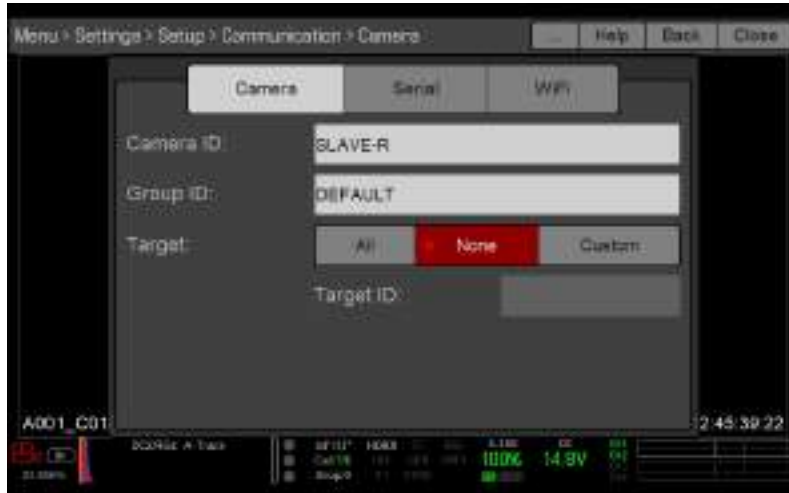 Menu > Settings > Setup > Communication > Camera
... Help Back Close
Camera Serial WiFi
Camera ID: SLAVE-R
Group ID: DEFAULT
Target: All None Custom
Target ID:
A001_C01
2:45:39:22
100% 14.8V